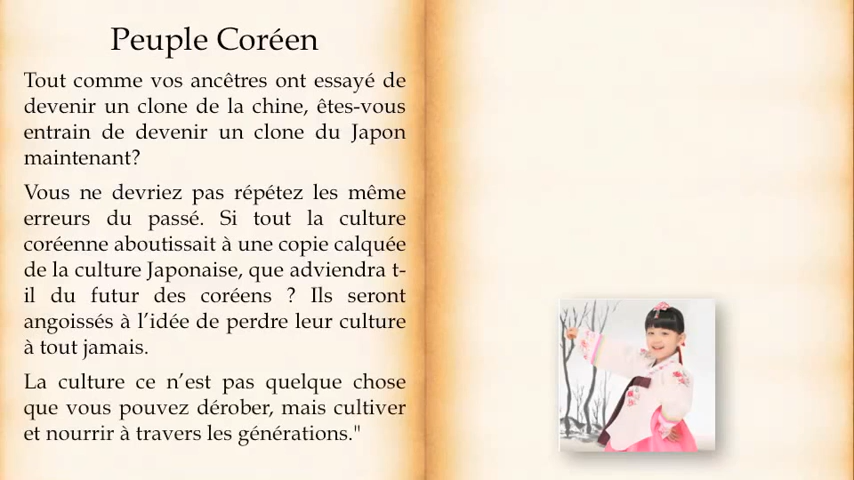 Peuple Coréen
Tout comme vos ancêtres ont essayé de
devenir un clone de la chine, êtes-vous
entrain de devenir un clone du Japon
maintenant?
Vous ne devriez pas répétez les même
erreurs du passé. Si tout la culture
coréenne aboutissait à une copie calquée
de la culture Japonaise, que adviendra t-
il du futur des coréens ? Ils seront
angoissés à l’idée de perdre leur culture
à tout jamais.
La culture ce n’est pas quelque chose
que vous pouvez dérober, mais cultiver
et nourrir à travers les générations."